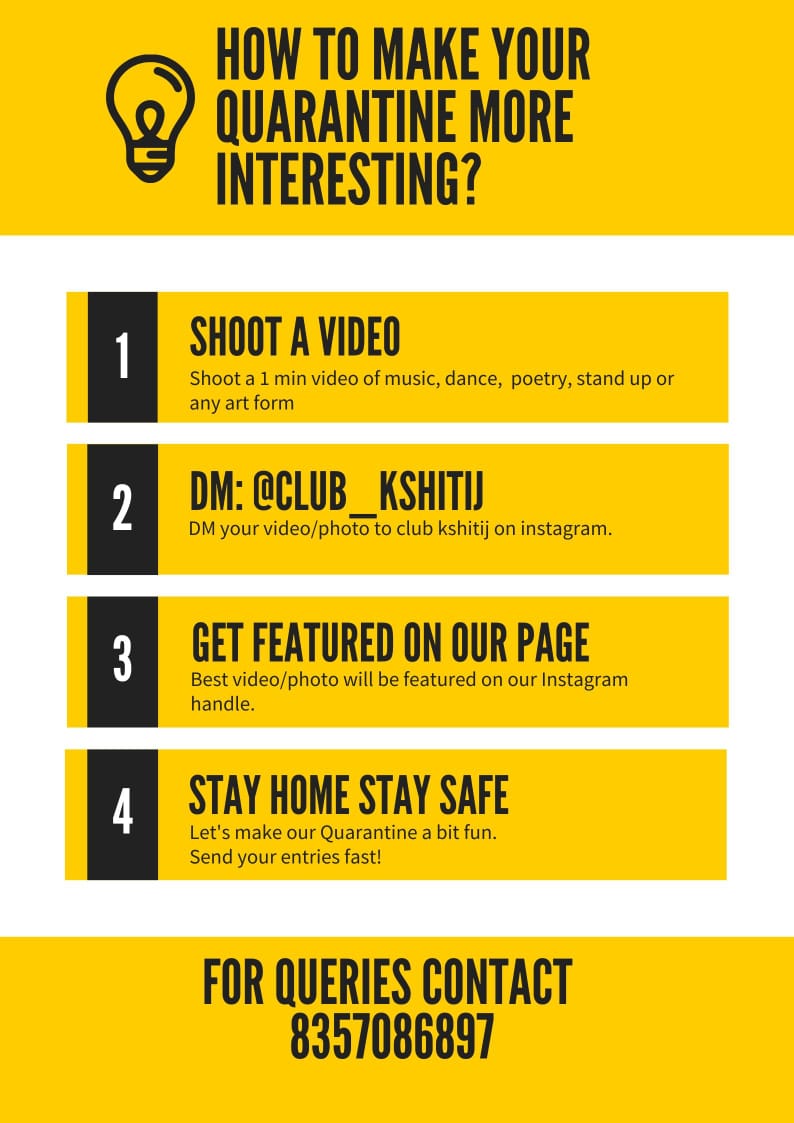 HOW TO MAKE YOUR
QUARANTINE MORE
INTERESTING?
1
SHOOT A VIDEO
Shoot a 1 min video of music, dance,  poetry, stand up or
any art form
2
DM: @CLUB__KSHITIJ
DM your video/photo to club kshitij on instagram.
3
GET FEATURED ON OUR PAGE
Best video/photo will be featured on our Instagram
handle.
4
STAY HOME STAY SAFE
Let's make our Quarantine a bit fun.
Send your entries fast!
FOR QUERIES CONTACT
8357086897